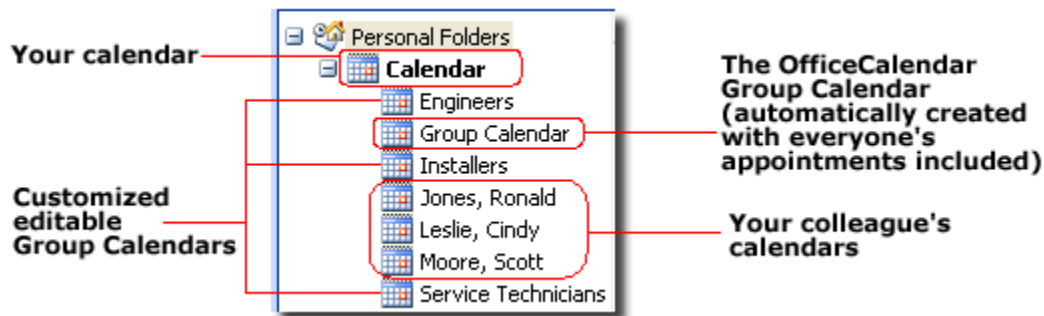 Your calendar
Customized
editable
Group Calendars
Personal Folders
Calendar
Engineers
Group Calendar
Installers
Jones, Ronald
Leslie, Cindy
Moore, Scott
Service Technicians
The OfficeCalendar
Group Calendar
(automatically created
with everyone's
appointments included)
Your colleague's
calendars